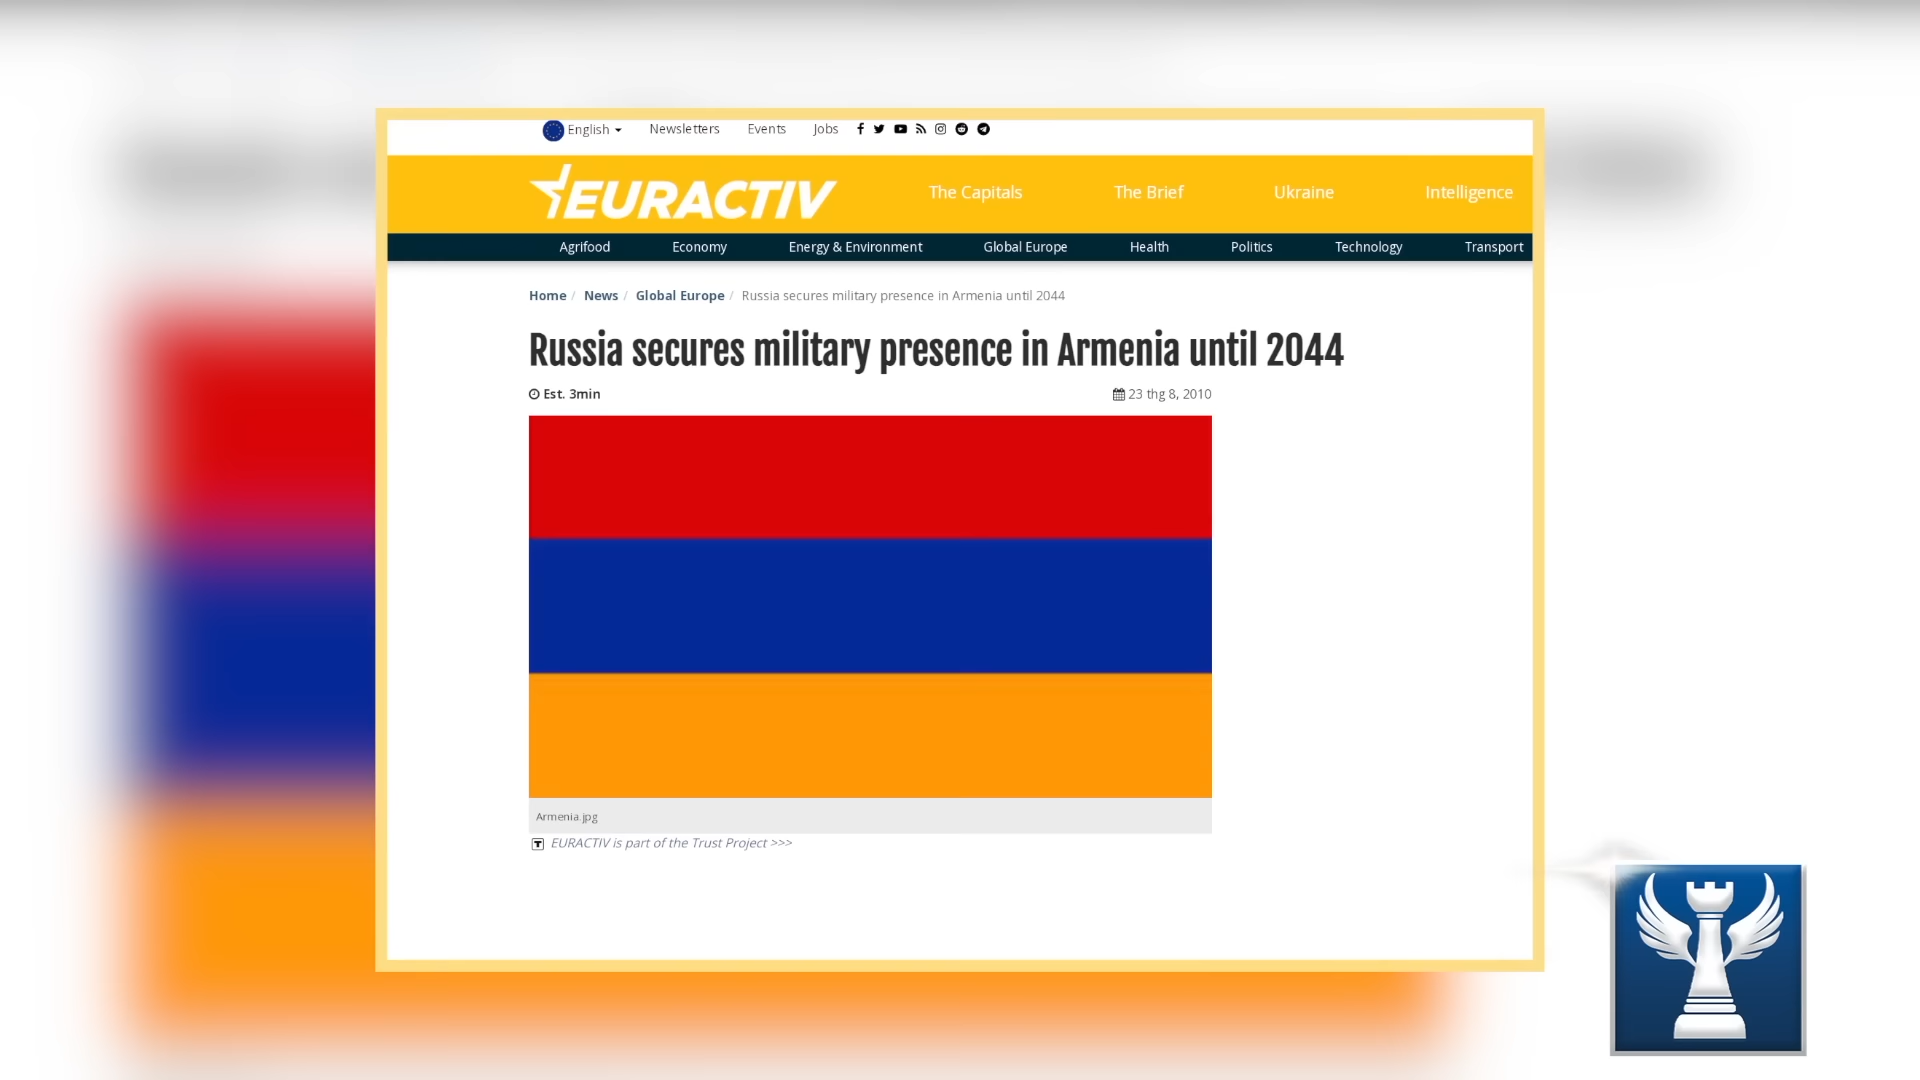 English
Newsletters
Events
Jobs
EURACTIV
The Capitals
The Brief
Ukraine
Intelligence
Agrifood
Economy
Energy & Environment
Global Europe
Health
Politics
Technology
Transport
Home / News / Global Europe / Russia secures military presence in Armenia until 2044
Russia secures military presence in Armenia until 2044
Est. 3min
23 thg 8, 2010
Armenia.jpg
T EURACTIV is part of the Trust Project >>>